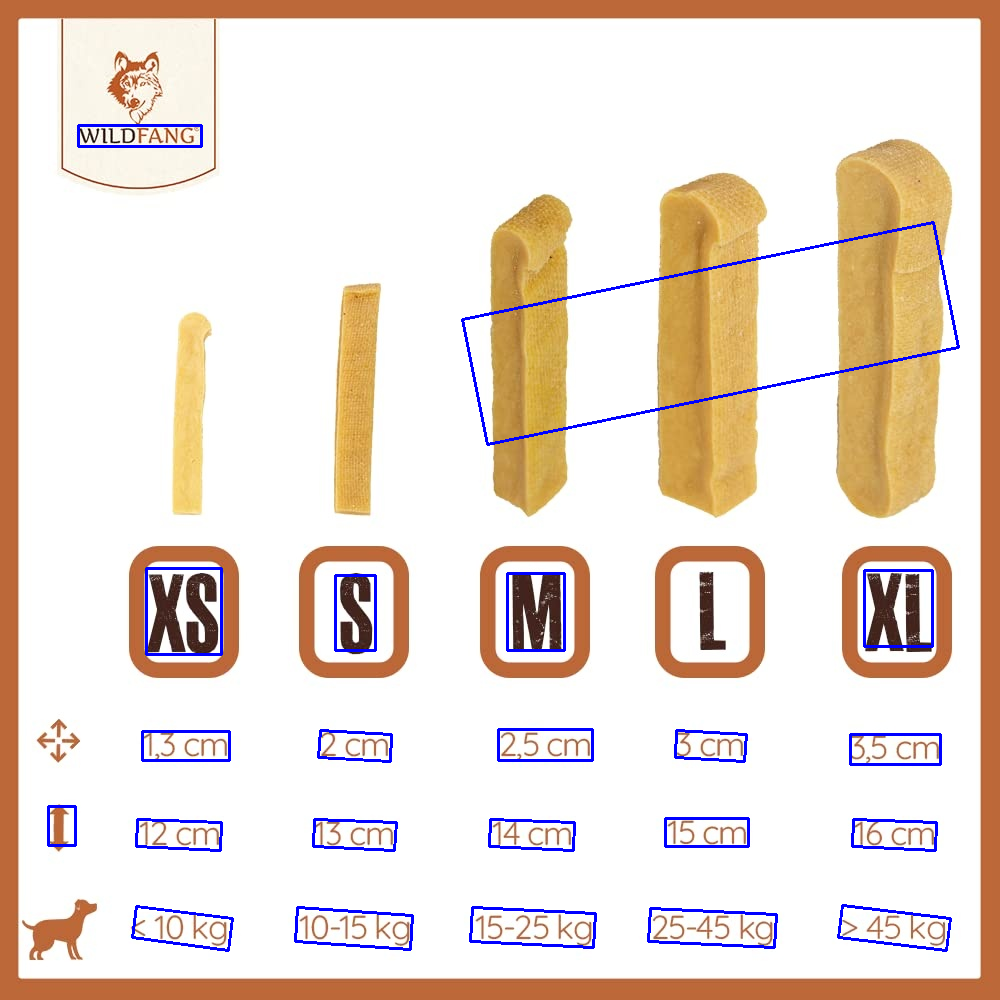 WILDFANG
XS S M L XL
1,3 cm 2 cm 2,5 cm 3 cm 3,5 cm
12 cm 13 cm 14 cm 15 cm 16 cm
< 10 kg 10-15 kg 15-25 kg 25-45 kg > 45 kg